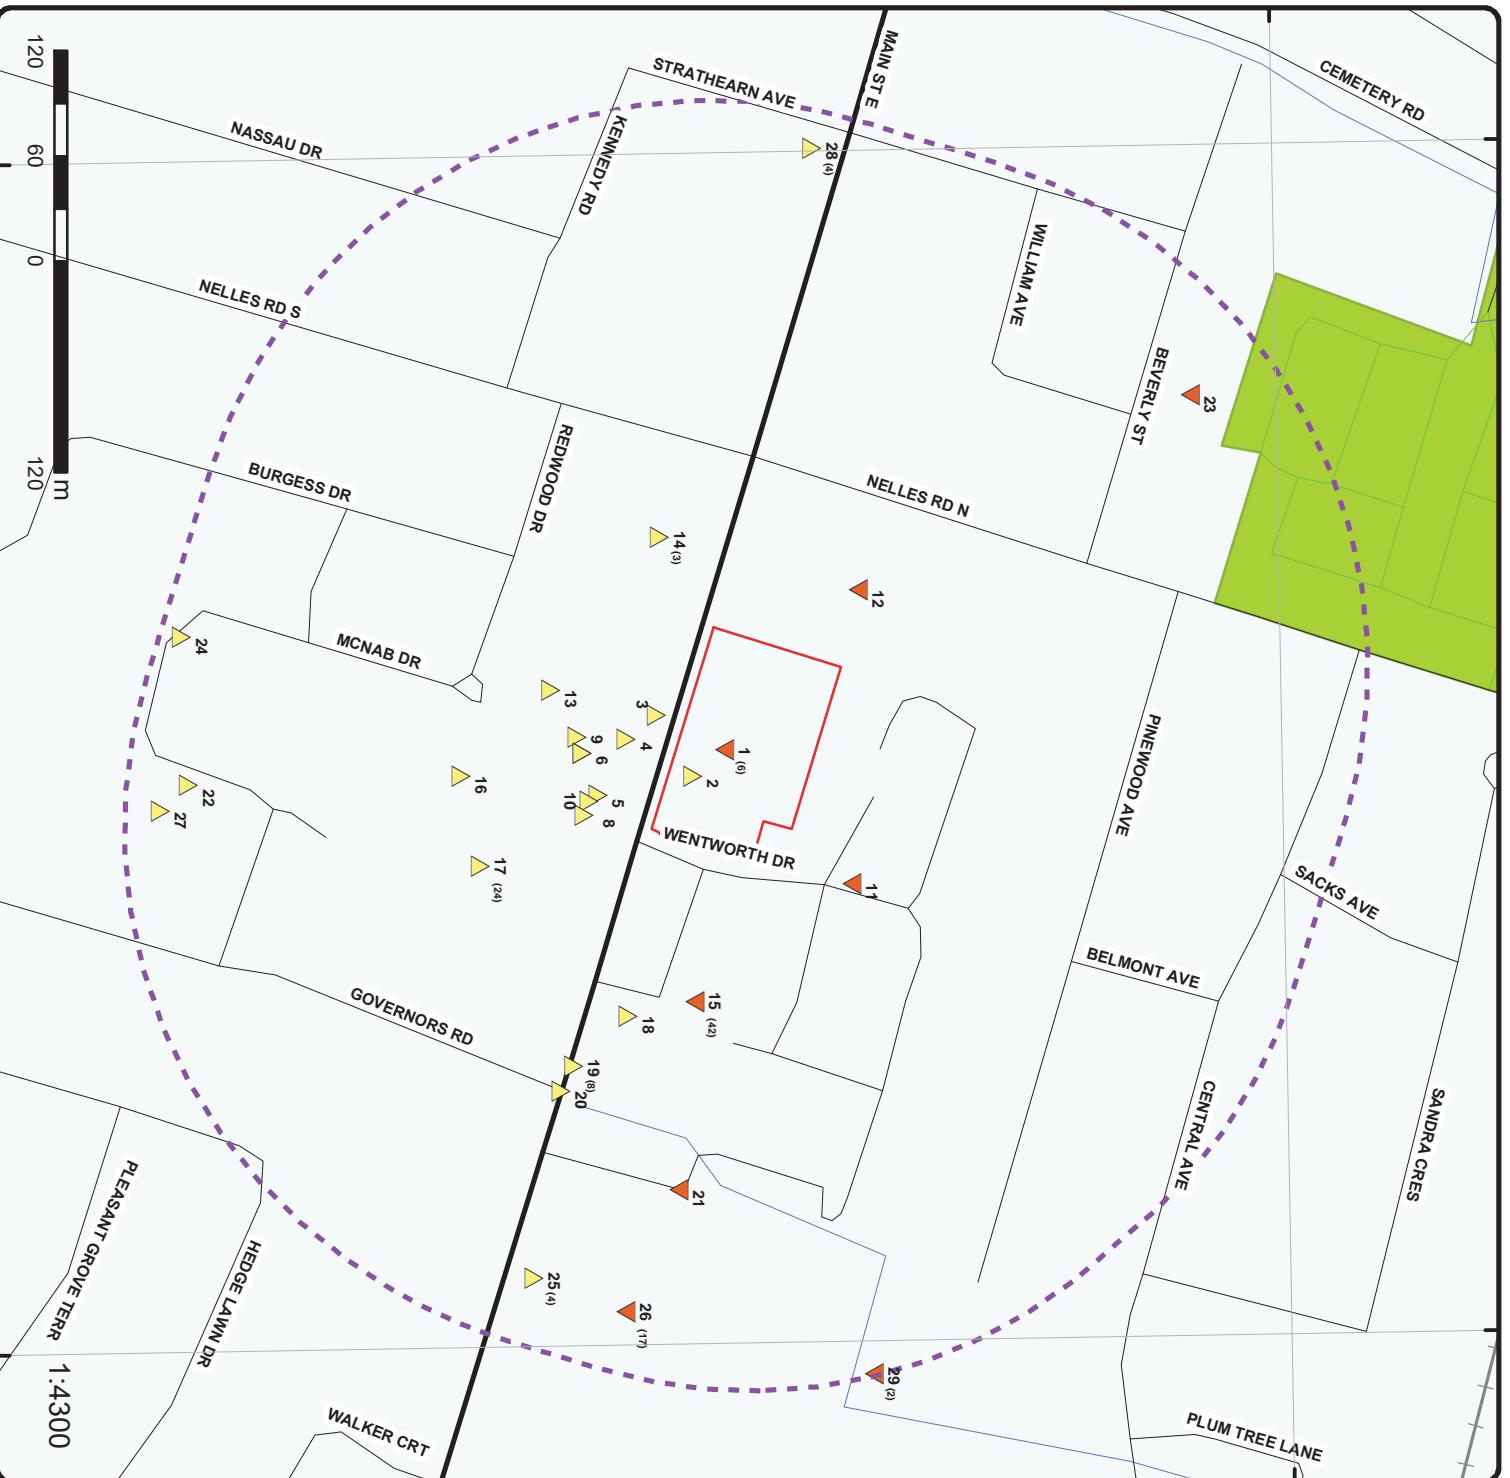 CEMETERY RD
MAIN ST E
STRATHEARN AVE
120
60
0
120
m
NASSAU DR
KENNEDY RD
28 (4)
WILLIAM AVE
NELLES RD S
BEVERLY ST
23
BURGESS DR
REDWOOD DR
NELLES RD N
14 (3)
12
24
MCNAB DR
13
3
4
9
6
1 (6)
2
PINEWOOD AVE
16
5
10
8
22
27
WENTWORTH DR
17 (24)
11
SACKS AVE
BELMONT AVE
GOVERNORS RD
18
15 (42)
19 (8)
20
CENTRAL AVE
SANDRA CRES
21
PLEASANT GROVE TERR
HEDGE LAWN DR
25 (4)
26 (17)
29 (2)
1:4300
WALKER CRT
PLUM TREE LANE